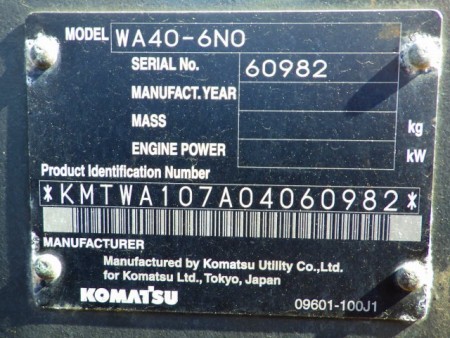 MODEL WA40-6N0
SERIAL No. 60982
MANUFACT. YEAR
MASS kg
ENGINE POWER kW
Product Identification Number
*KMTWA107A04060982*
MANUFACTURER
Manufactured by Komatsu Utility Co.,Ltd.
for Komatsu Ltd.,Tokyo, Japan
KOMATSU 09601-100J1